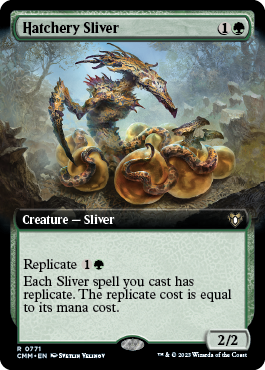 Hatchery Sliver 1
Creature — Sliver
Replicate 1
Each Sliver spell you cast has
replicate. The replicate cost is equal
to its mana cost.
2/2
R 0771
CMM • EN Svetlin Velinov
™ & © 2023 Wizards of the Coast